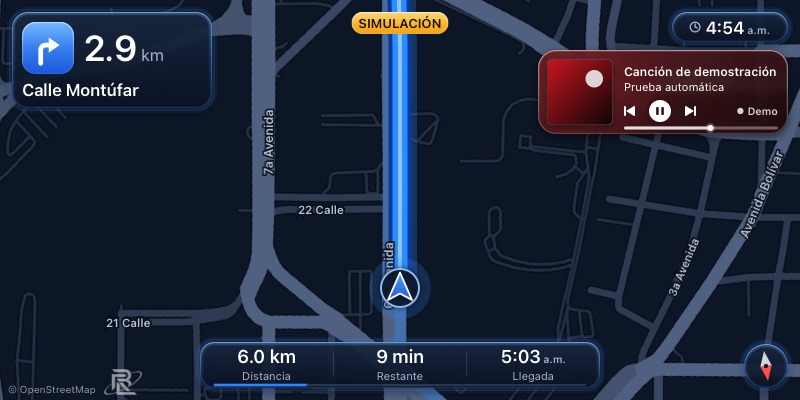 SIMULACIÓN
2.9 km
Calle Montúfar
4:54 a.m.
Canción de demostración
Prueba automática
Demo
7a Avenida
22 Calle
Avenida Bolívar
3a Avenida
21 Calle
6.0 km
Distancia
9 min
Restante
5:03 a.m.
Llegada
© OpenStreetMap